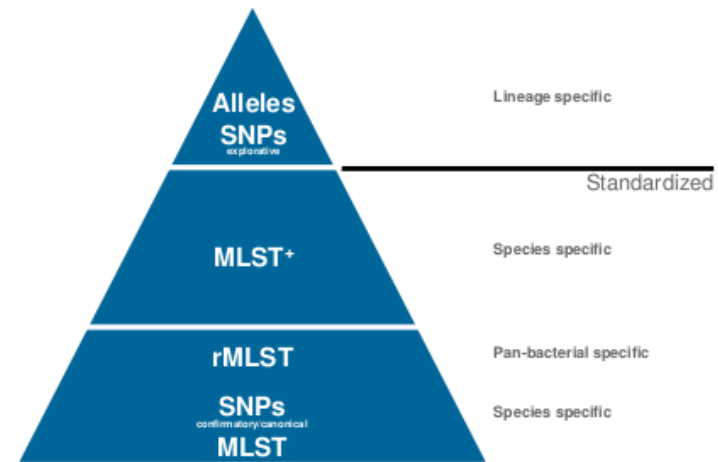 Alleles
Lineage specific
SNPs
explorative
Standardized
MLST+
Species specific
rMLST
Pan-bacterial specific
SNPs
confirmatory/canonical
Species specific
MLST